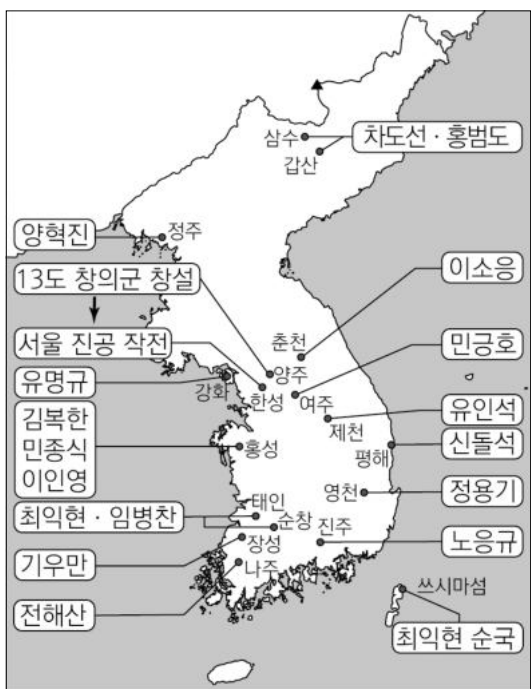 삼수
갑산
차도선·홍범도
양혁진
정주
13도 창의군 창설
이소응
서울 진공 작전
춘천
민긍호
유명규
강화
양주
한성
여주
유인석
김복한
민종식
이인영
홍성
제천
신돌석
평해
영천
정용기
최익현·임병찬
태인
순창
진주
노응규
기우만
장성
나주
전해산
쓰시마섬
최익현 순국